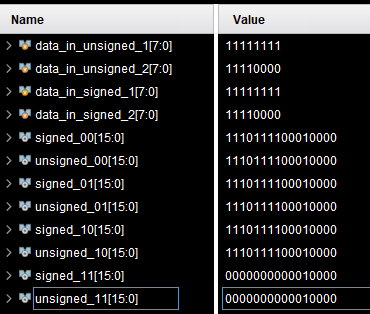 Name Value
data_in_unsigned_1[7:0] 11111111
data_in_unsigned_2[7:0] 11110000
data_in_signed_1[7:0] 11111111
data_in_signed_2[7:0] 11110000
signed_00[15:0] 1110111100010000
unsigned_00[15:0] 1110111100010000
signed_01[15:0] 1110111100010000
unsigned_01[15:0] 1110111100010000
signed_10[15:0] 1110111100010000
unsigned_10[15:0] 1110111100010000
signed_11[15:0] 0000000000010000
unsigned_11[15:0] 0000000000010000